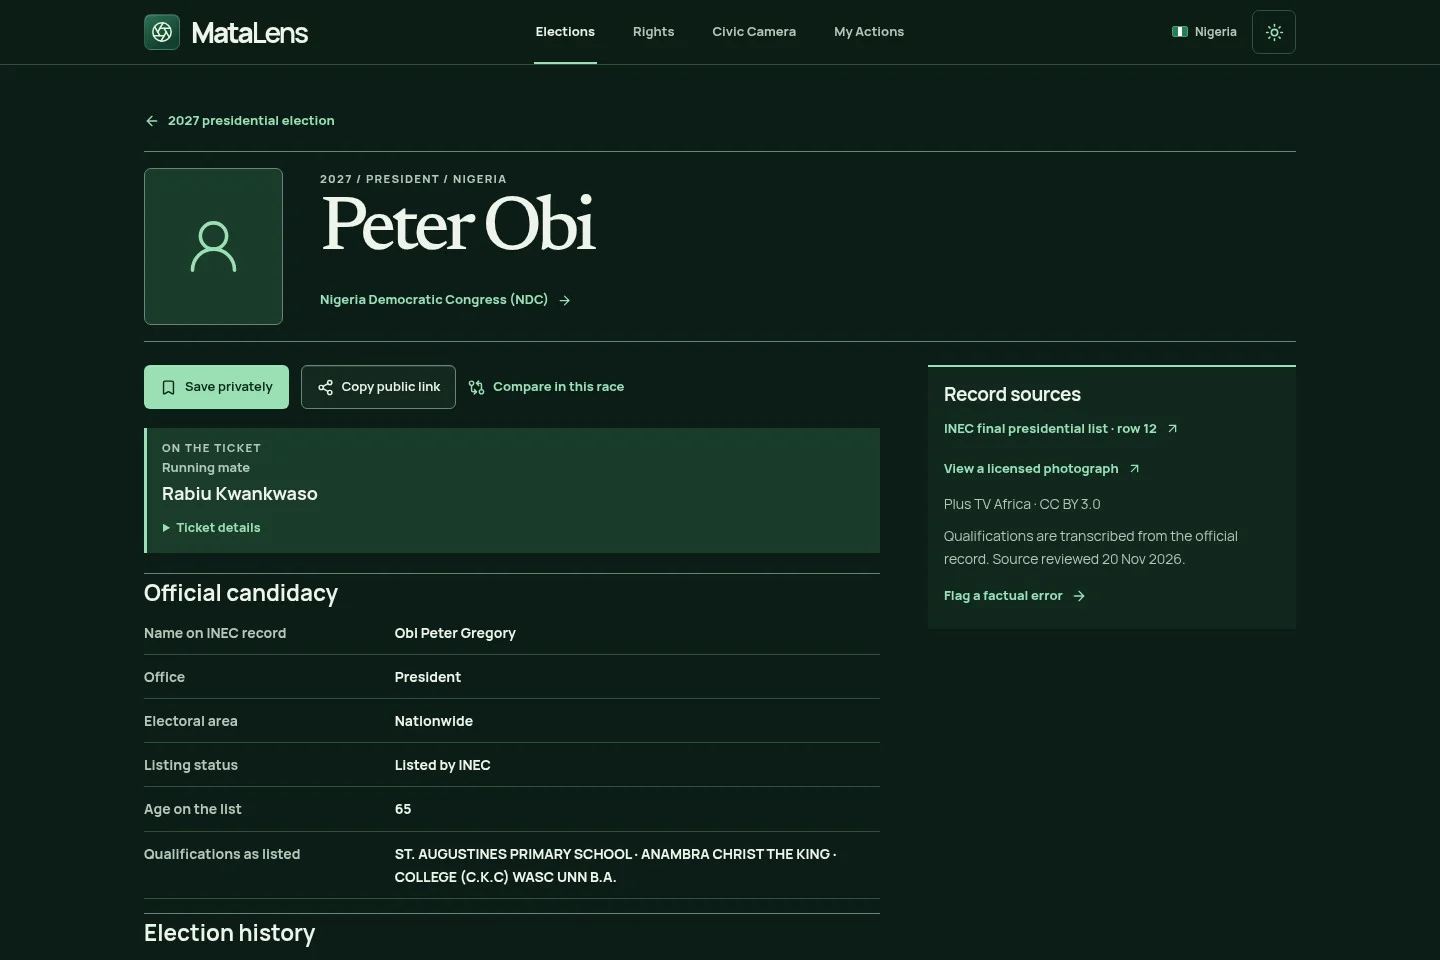 MataLens
Elections
Rights
Civic Camera
My Actions
Nigeria
2027 presidential election
2027 / PRESIDENT / NIGERIA
Peter Obi
Nigeria Democratic Congress (NDC)
Save privately
Copy public link
Compare in this race
ON THE TICKET
Running mate
Rabiu Kwankwaso
Ticket details
Official candidacy
Name on INEC record
Obi Peter Gregory
Office
President
Electoral area
Nationwide
Listing status
Listed by INEC
Age on the list
65
Qualifications as listed
ST. AUGUSTINES PRIMARY SCHOOL · ANAMBRA CHRIST THE KING ·
COLLEGE (C.K.C) WASC UNN B.A.
Election history
Record sources
INEC final presidential list · row 12
View a licensed photograph
Plus TV Africa · CC BY 3.0
Qualifications are transcribed from the official
record. Source reviewed 20 Nov 2026.
Flag a factual error